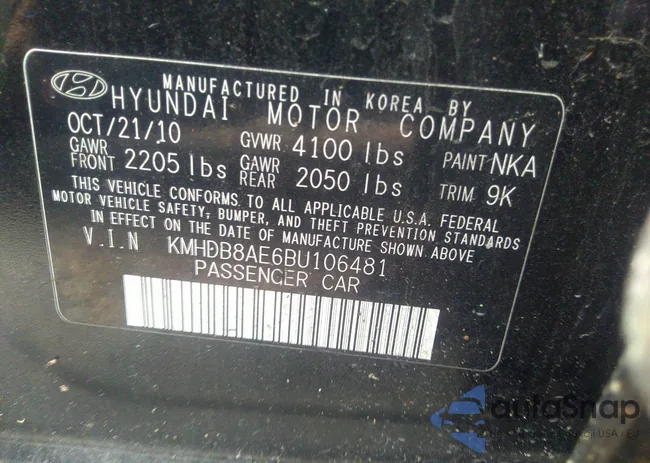 MANUFACTURED IN KOREA BY
HYUNDAI MOTOR COMPANY
OCT/21/10 GVWR 4100 lbs PAINT NKA
GAWR FRONT 2205 lbs GAWR REAR 2050 lbs TRIM 9K
THIS VEHICLE CONFORMS TO ALL APPLICABLE U.S.A. FEDERAL
MOTOR VEHICLE SAFETY, BUMPER, AND THEFT PREVENTION STANDARDS
IN EFFECT ON THE DATE OF MANUFACTURE SHOWN ABOVE
V.I.N KMHDB8AE6BU106481
PASSENGER CAR
autoSnap
USA / EU